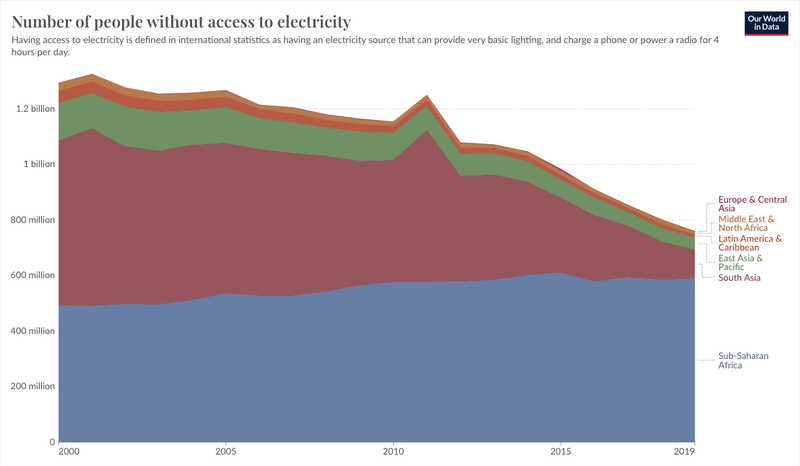 Number of people without access to electricity
Our World
in Data
Having access to electricity is defined in international statistics as having an electricity source that can provide very basic lighting, and charge a phone or power a radio for 4
hours per day.
1.2 billion
1 billion
800 million
600 million
400 million
200 million
0
2000
2005
2010
2015
2019
Europe & Central
Asia
Middle East &
North Africa
Latin America &
Caribbean
East Asia &
Pacific
South Asia
Sub-Saharan
Africa